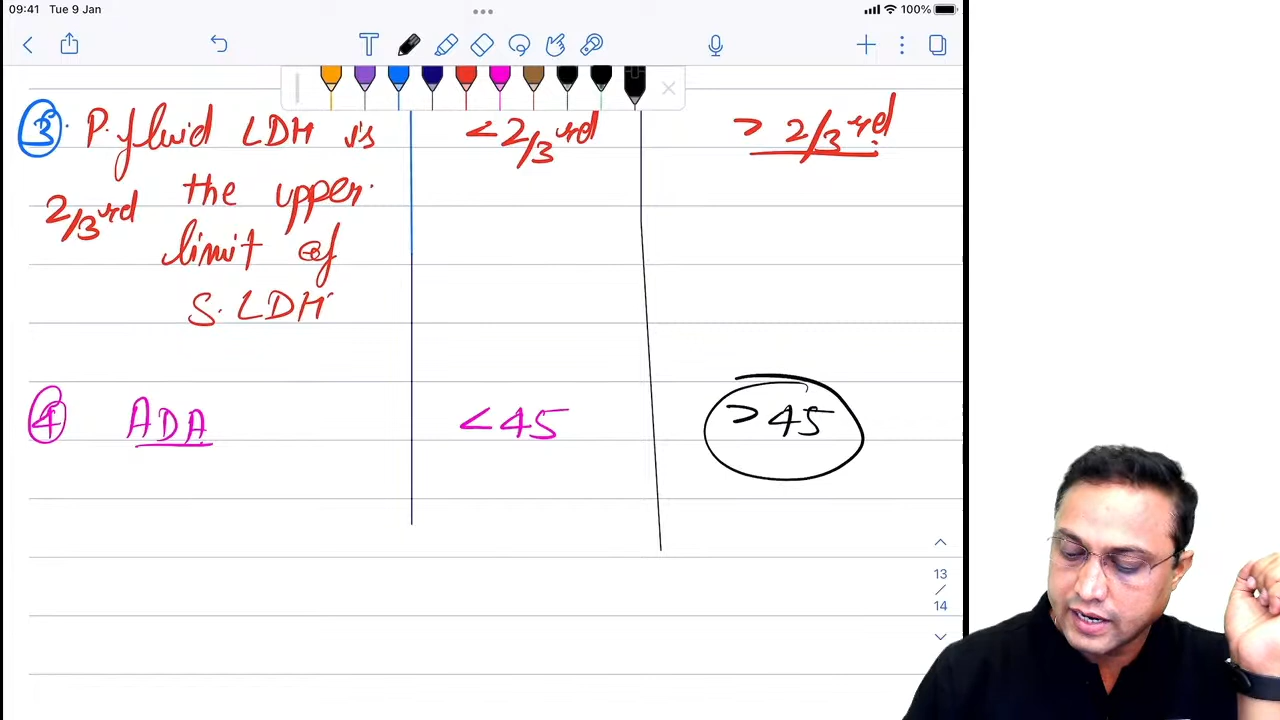 09:41 Tue 9 Jan
100%
T
3. P. fluid LDH is < 2/3rd > 2/3rd
2/3rd the upper
limit of
S. LDH
4 ADA < 45 > 45
13
/
14